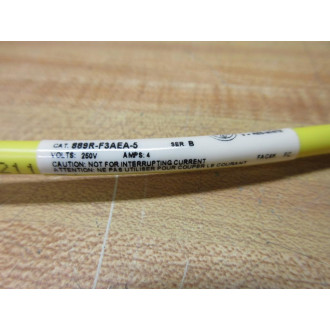 CAT. 889R-F3AEA-5 SER B
VOLTS: 250V AMPS: 4
CAUTION: NOT FOR INTERRUPTING CURRENT
ATTENTION: NE PAS UTILISER POUR COUPER LE COURANT
211